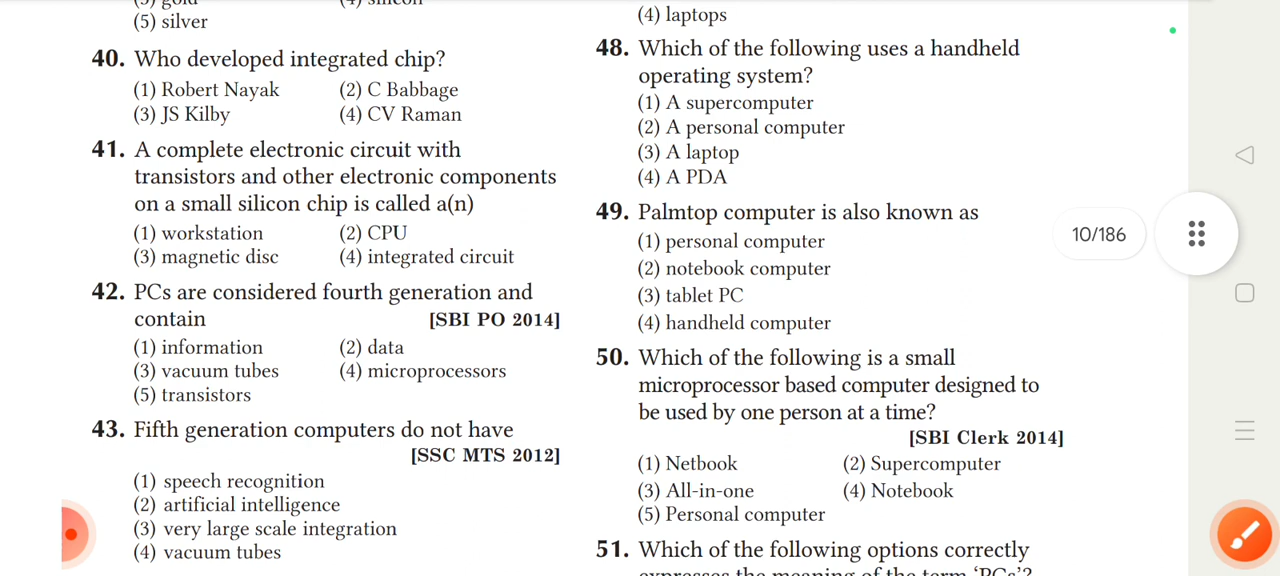 (5) silver
40. Who developed integrated chip?
(1) Robert Nayak (2) C Babbage
(3) JS Kilby (4) CV Raman
41. A complete electronic circuit with
transistors and other electronic components
on a small silicon chip is called a(n)
(1) workstation (2) CPU
(3) magnetic disc (4) integrated circuit
42. PCs are considered fourth generation and
contain [SBI PO 2014]
(1) information (2) data
(3) vacuum tubes (4) microprocessors
(5) transistors
43. Fifth generation computers do not have
[SSC MTS 2012]
(1) speech recognition
(2) artificial intelligence
(3) very large scale integration
(4) vacuum tubes
(4) laptops
48. Which of the following uses a handheld
operating system?
(1) A supercomputer
(2) A personal computer
(3) A laptop
(4) A PDA
49. Palmtop computer is also known as
(1) personal computer
(2) notebook computer
(3) tablet PC
(4) handheld computer
50. Which of the following is a small
microprocessor based computer designed to
be used by one person at a time?
[SBI Clerk 2014]
(1) Netbook (2) Supercomputer
(3) All-in-one (4) Notebook
(5) Personal computer
51. Which of the following options correctly
expresses the meaning of the term 'PCs'?
10/186